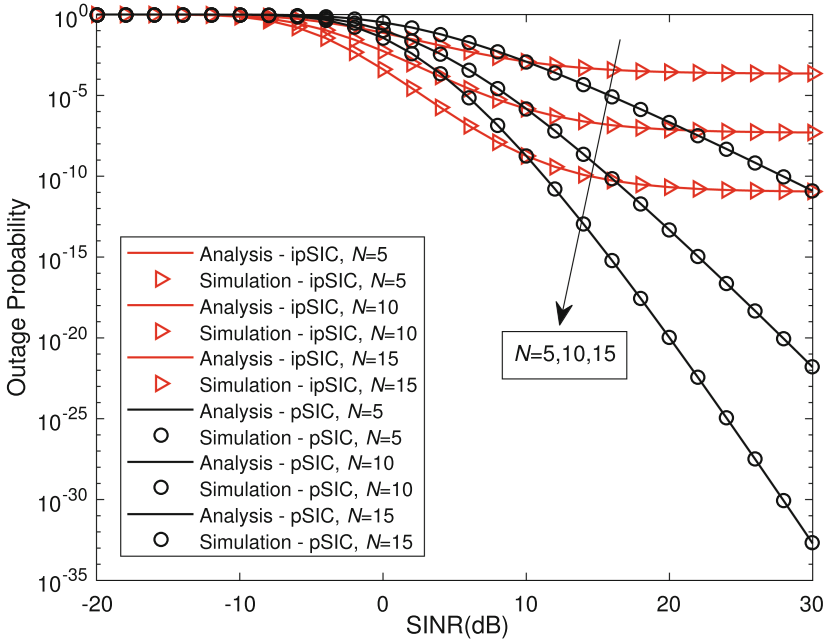 10^0
10^-5
10^-10
10^-15
10^-20
10^-25
10^-30
10^-35
Outage Probability
Analysis - ipSIC, N=5
Simulation - ipSIC, N=5
Analysis - ipSIC, N=10
Simulation - ipSIC, N=10
Analysis - ipSIC, N=15
Simulation - ipSIC, N=15
Analysis - pSIC, N=5
Simulation - pSIC, N=5
Analysis - pSIC, N=10
Simulation - pSIC, N=10
Analysis - pSIC, N=15
Simulation - pSIC, N=15
N=5,10,15
-20 -10 0 10 20 30
SINR(dB)